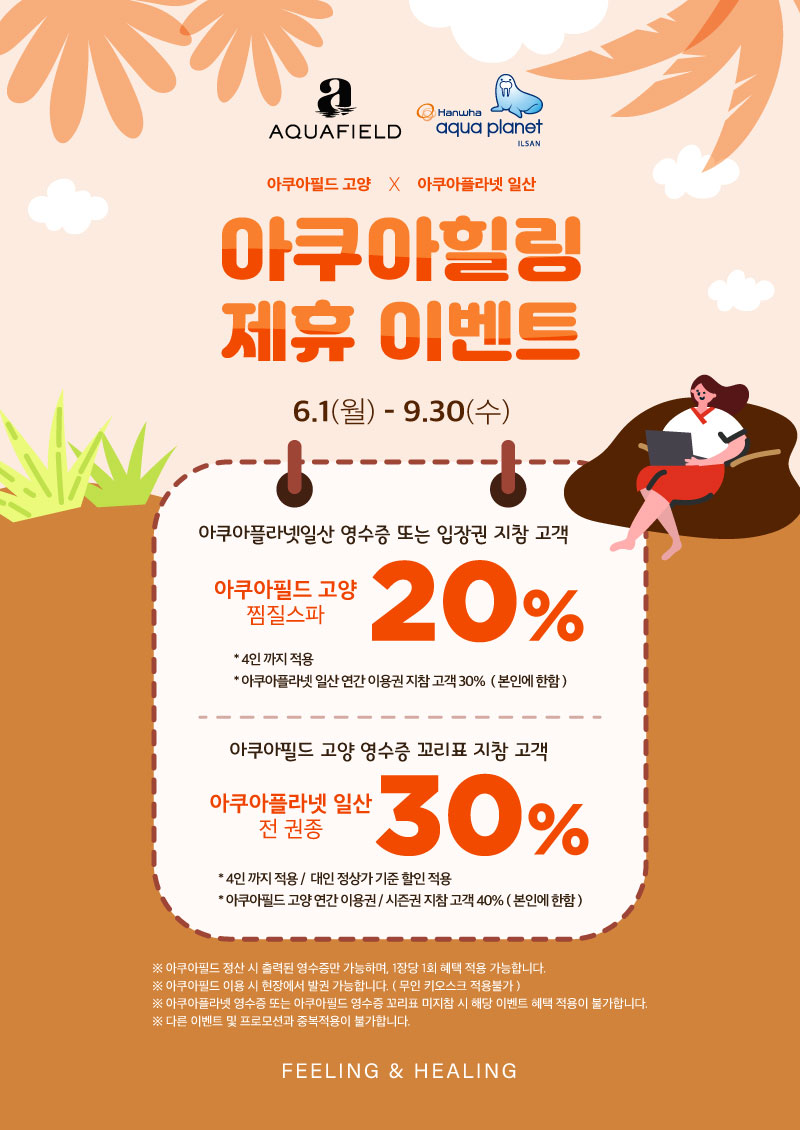 a
AQUAFIELD
Hanwha
aqua planet
ILSAN
아쿠아필드 고양 X 아쿠아플라넷 일산
아쿠아힐링
제휴 이벤트
6.1(월) - 9.30(수)
아쿠아플라넷일산 영수증 또는 입장권 지참 고객
아쿠아필드 고양
찜질스파
20%
* 4인 까지 적용
* 아쿠아플라넷 일산 연간 이용권 지참 고객 30% ( 본인에 한함 )
아쿠아필드 고양 영수증 꼬리표 지참 고객
아쿠아플라넷 일산
전 권종
30%
* 4인 까지 적용 / 대인 정상가 기준 할인 적용
* 아쿠아필드 고양 연간 이용권 / 시즌권 지참 고객 40% ( 본인에 한함 )
※ 아쿠아필드 정산 시 출력된 영수증만 가능하며, 1장당 1회 혜택 적용 가능합니다.
※ 아쿠아필드 이용 시 현장에서 발권 가능합니다. ( 무인 키오스크 적용불가 )
※ 아쿠아플라넷 영수증 또는 아쿠아필드 영수증 꼬리표 미지참 시 해당 이벤트 혜택 적용이 불가합니다.
※ 다른 이벤트 및 프로모션과 중복적용이 불가합니다.
FEELING & HEALING